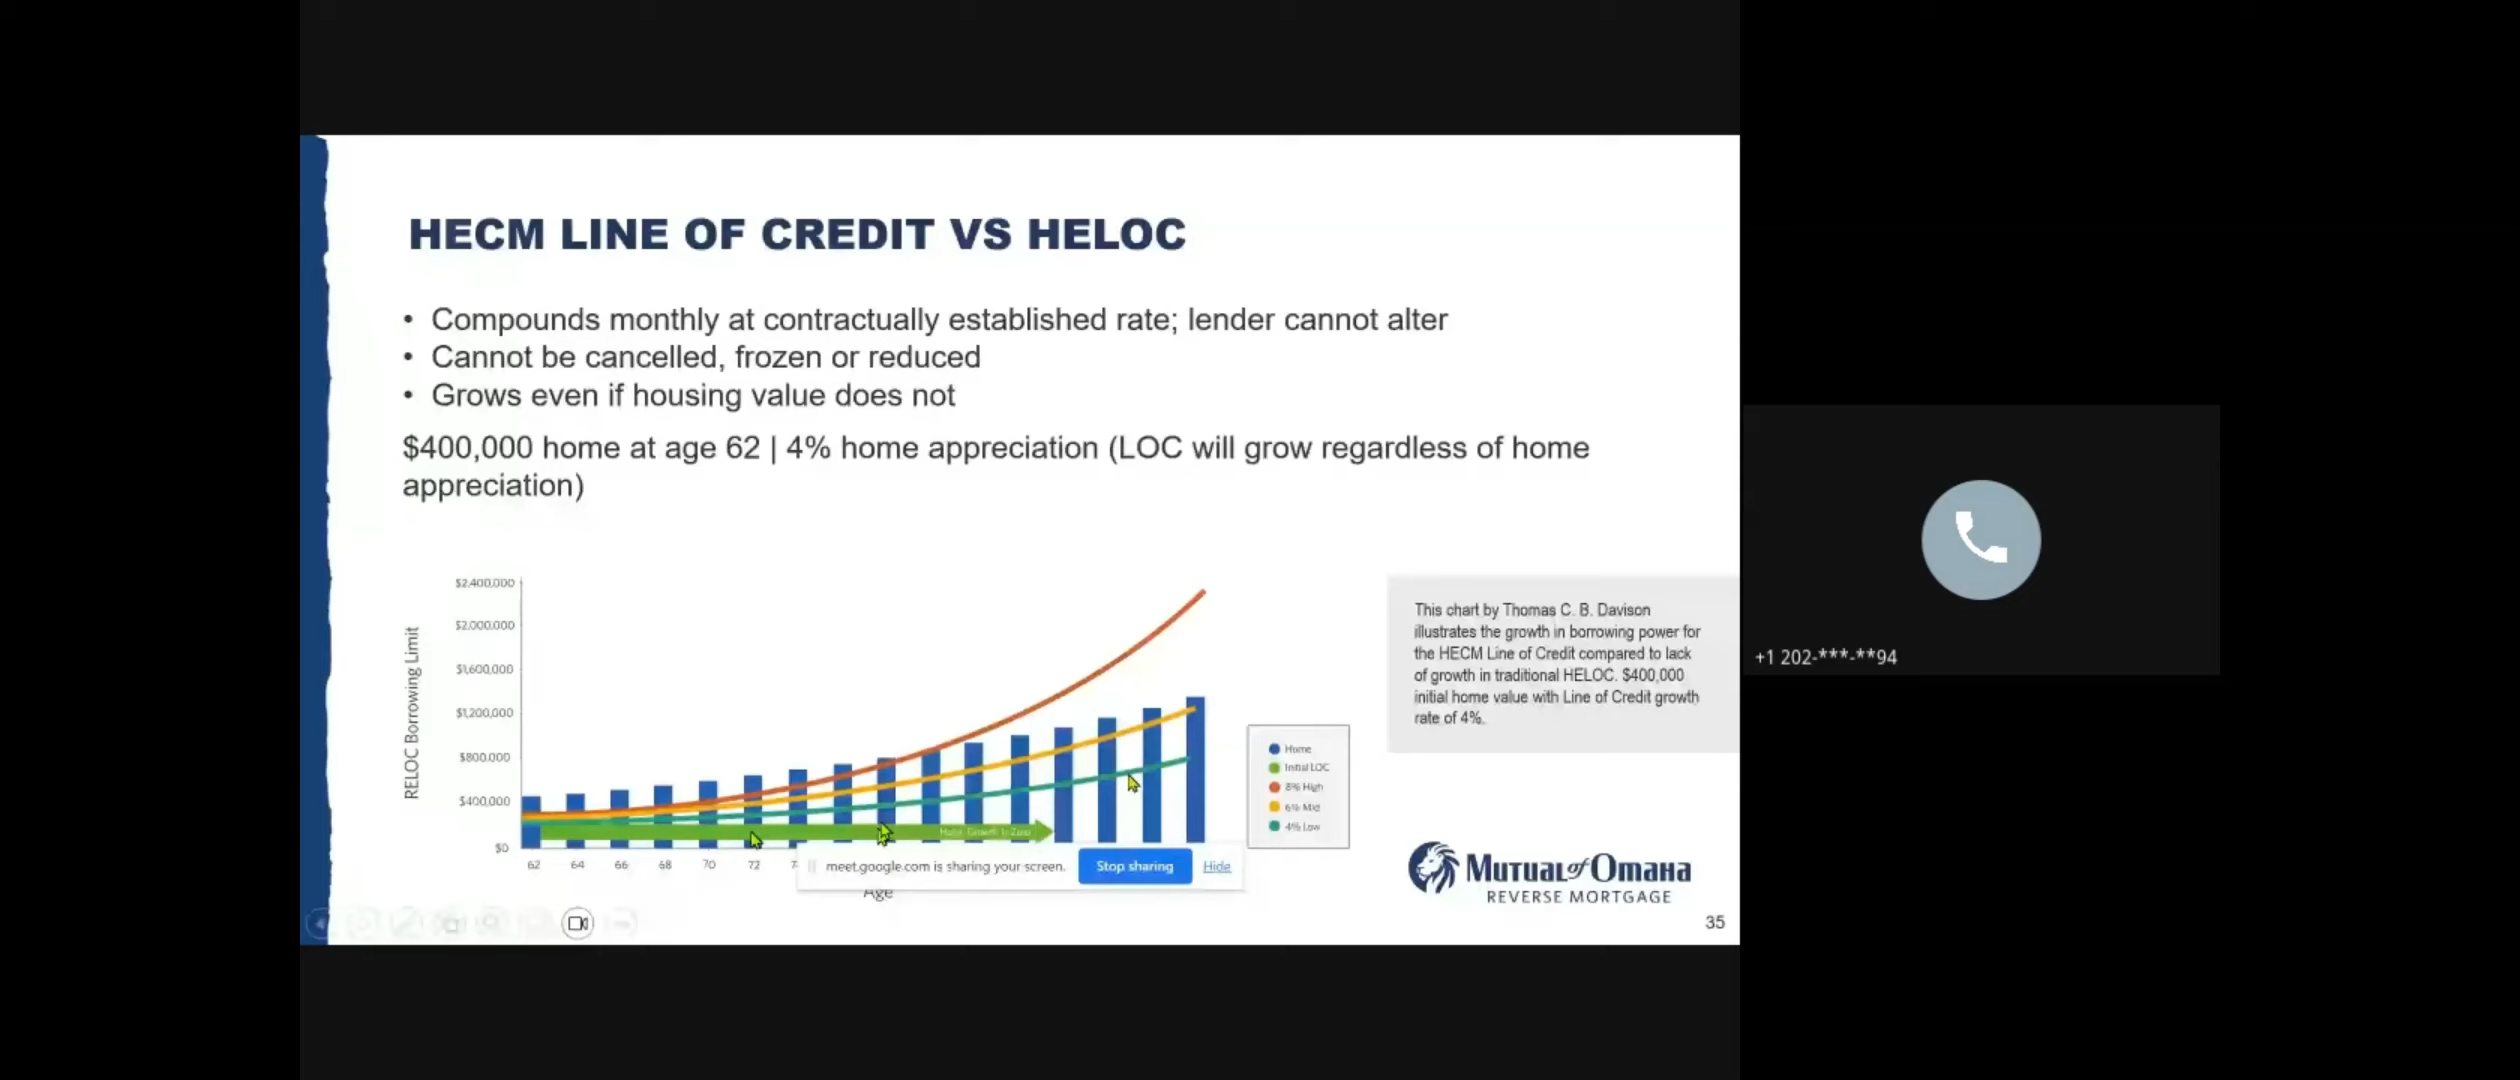 HECM LINE OF CREDIT VS HELOC
• Compounds monthly at contractually established rate; lender cannot alter
• Cannot be cancelled, frozen or reduced
• Grows even if housing value does not
$400,000 home at age 62 | 4% home appreciation (LOC will grow regardless of home
appreciation)
RELOC Borrowing Limit
$2,400,000
$2,000,000
$1,600,000
$1,200,000
$800,000
$400,000
$0
62 64 66 68 70 72
Age
Home
Initial LOC
8% High
6% Mid
4% Low
This chart by Thomas C. B. Davison
illustrates the growth in borrowing power for
the HECM Line of Credit compared to lack
of growth in traditional HELOC. $400,000
initial home value with Line of Credit growth
rate of 4%.
meet.google.com is sharing your screen. Stop sharing Hide
Mutual of Omaha
REVERSE MORTGAGE
35
+1 202-***-**94